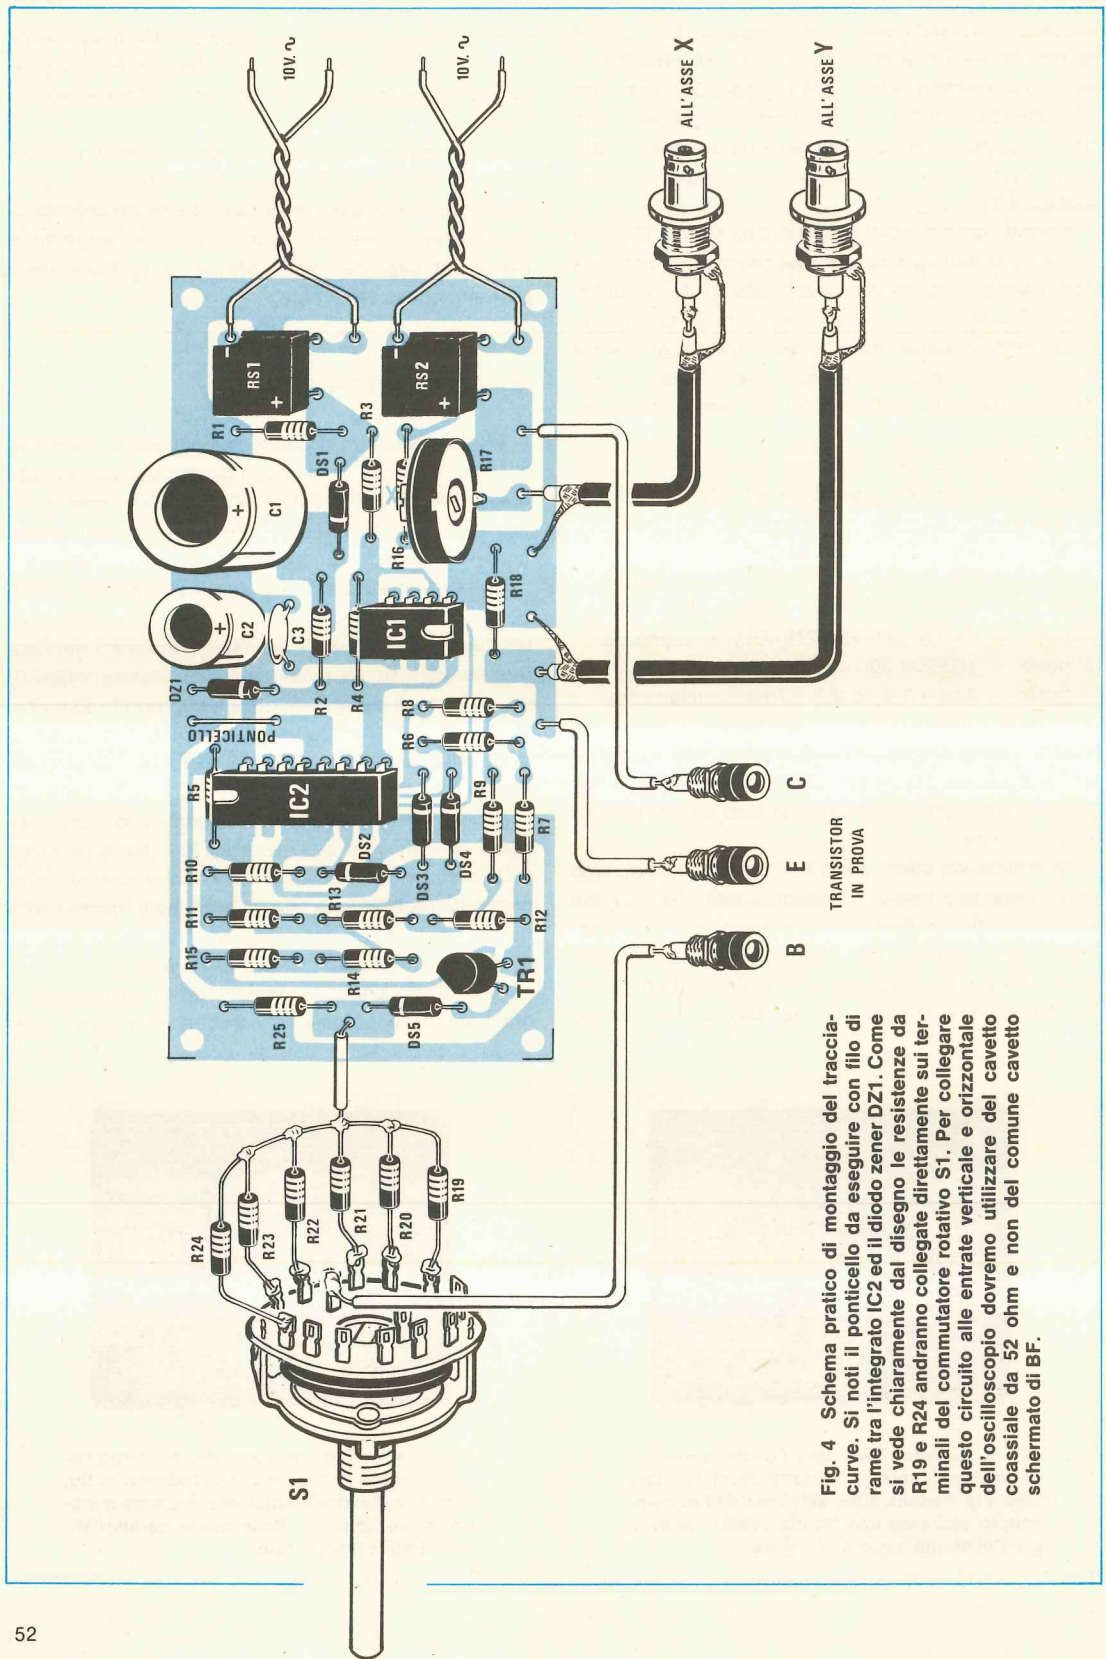 10V. ∿
10V. ∿
ALL'ASSE X
ALL'ASSE Y
RS1
RS2
-
+
-
+
R1
R3
DS1
C1
+
X
R16
R17
R18
C2
+
C3
R2
R4
IC1
DZ1
PONTICELLO
R8
R6
R5
IC2
R9
R7
DS2
DS3
DS4
R10
R13
R11
R12
R15
R14
TR1
R25
DS5
C
E
B
TRANSISTOR
IN PROVA
R24
R23
R22
R21
R20
R19
S1
Fig. 4 Schema pratico di montaggio del traccia-
curve. Si noti il ponticello da eseguire con filo di
rame tra l'integrato IC2 ed il diodo zener DZ1. Come
si vede chiaramente dal disegno le resistenze da
R19 e R24 andranno collegate direttamente sui ter-
minali del commutatore rotativo S1. Per collegare
questo circuito alle entrate verticale e orizzontale
dell'oscilloscopio dovremo utilizzare del cavetto
coassiale da 52 ohm e non del comune cavetto
schermato di BF.
52